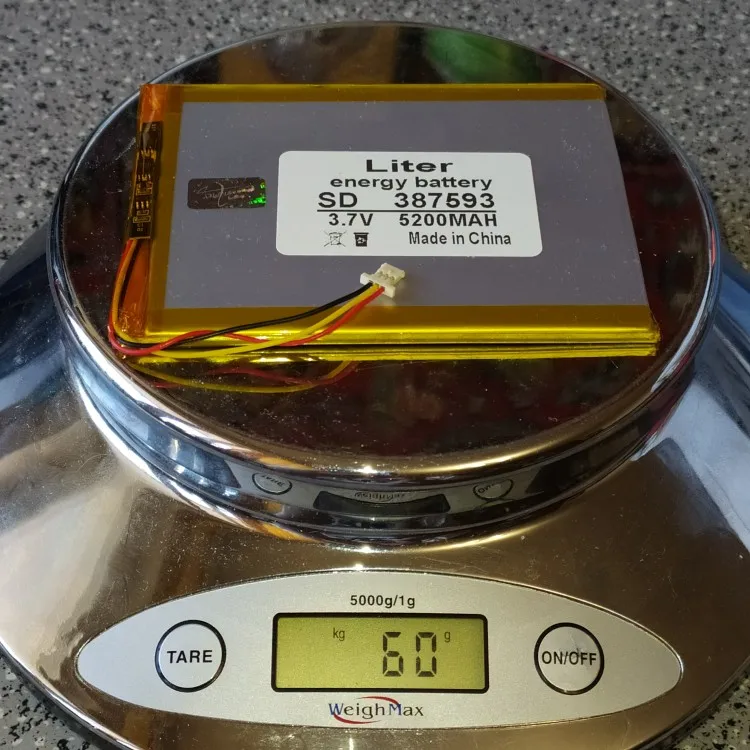 Liter
energy battery
SD 387593
3.7V 5200MAH
Made in China
5000g/1g
TARE
kg 60 g
ON/OFF
WeighMax